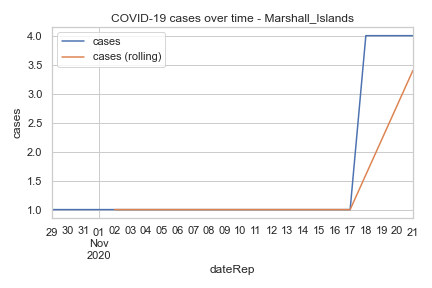 COVID-19 cases over time - Marshall_Islands
cases
cases (rolling)
4.0
3.5
3.0
2.5
2.0
1.5
1.0
cases
29 30 31 01 02 03 04 05 06 07 08 09 10 11 12 13 14 15 16 17 18 19 20 21
Nov
2020
dateRep